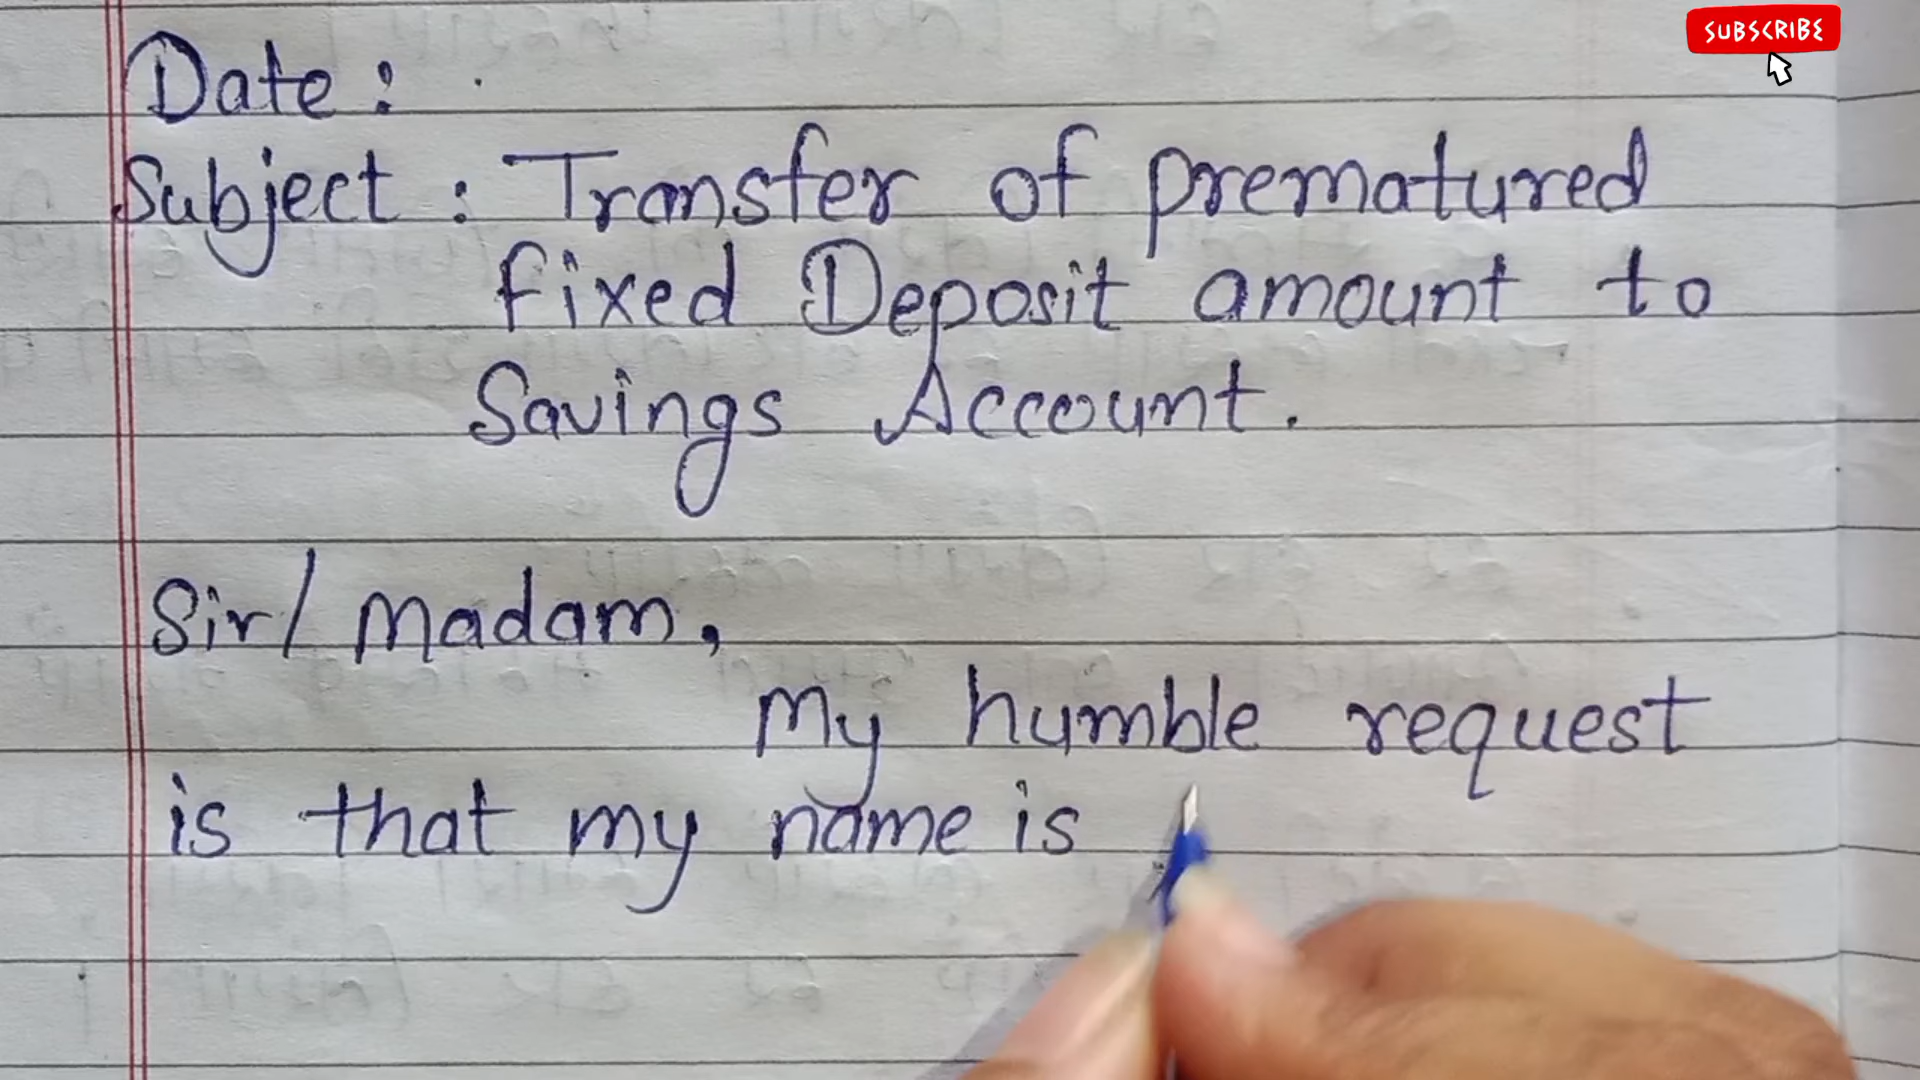 SUBSCRIBE
Date :
Subject : Transfer of prematured
fixed Deposit amount to
Savings Account.
Sir/ Madam,
My humble request
is that my name is